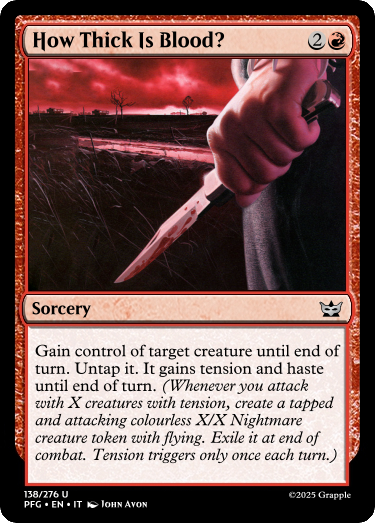 How Thick Is Blood? 2
Sorcery
Gain control of target creature until end of
turn. Untap it. It gains tension and haste
until end of turn. (Whenever you attack
with X creatures with tension, create a tapped
and attacking colourless X/X Nightmare
creature token with flying. Exile it at end of
combat. Tension triggers only once each turn.)
138/276 U
PFG • EN • IT John Avon
©2025 Grapple